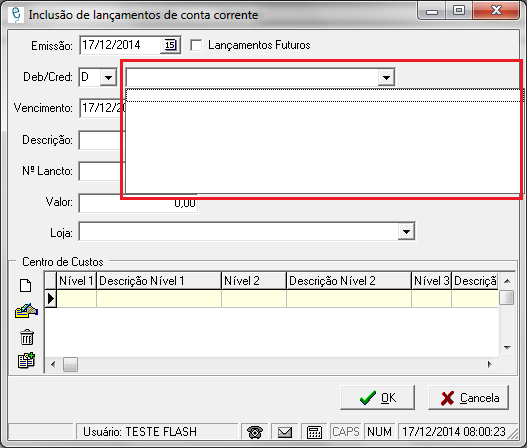 Inclusão de lançamentos de conta corrente
Emissão: 17/12/2014 15 Lançamentos Futuros
Deb/Cred: D
Vencimento: 17/12/20
Descrição:
Nº Lancto:
Valor: 0,00
Loja:
Centro de Custos
Nível 1 Descrição Nível 1 Nível 2 Descrição Nível 2 Nível 3 Descriçã
OK Cancela
Usuário: TESTE FLASH CAPS NUM 17/12/2014 08:00:23